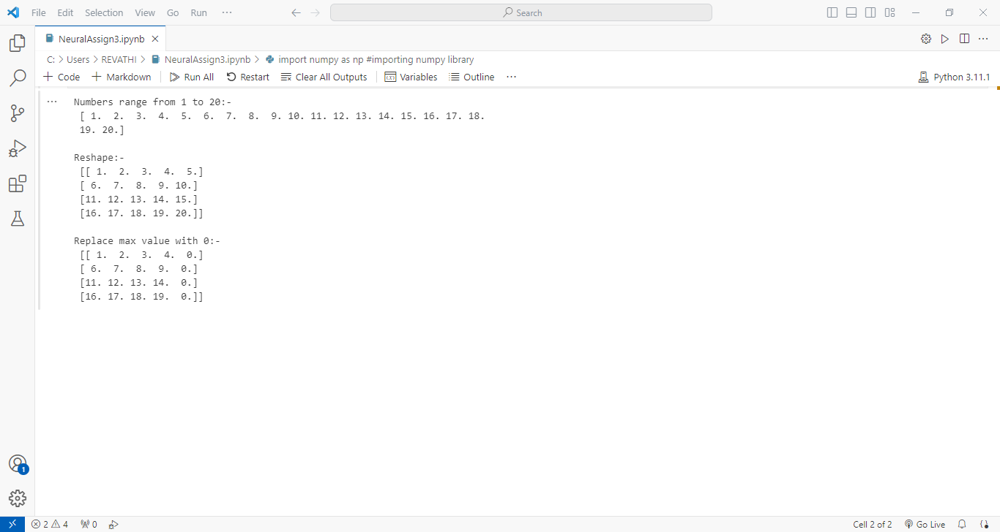 File Edit Selection View Go Run ··· Search
NeuralAssign3.ipynb
C: > Users > REVATHI > NeuralAssign3.ipynb > import numpy as np #importing numpy library
+ Code + Markdown Run All Restart Clear All Outputs Variables Outline ··· Python 3.11.1
... Numbers range from 1 to 20:-
[ 1.  2.  3.  4.  5.  6.  7.  8.  9. 10. 11. 12. 13. 14. 15. 16. 17. 18.
19. 20.]
Reshape:-
[[ 1.  2.  3.  4.  5.]
[ 6.  7.  8.  9. 10.]
[11. 12. 13. 14. 15.]
[16. 17. 18. 19. 20.]]
Replace max value with 0:-
[[ 1.  2.  3.  4.  0.]
[ 6.  7.  8.  9.  0.]
[11. 12. 13. 14.  0.]
[16. 17. 18. 19.  0.]]
1
2 4 0 Cell 2 of 2 Go Live